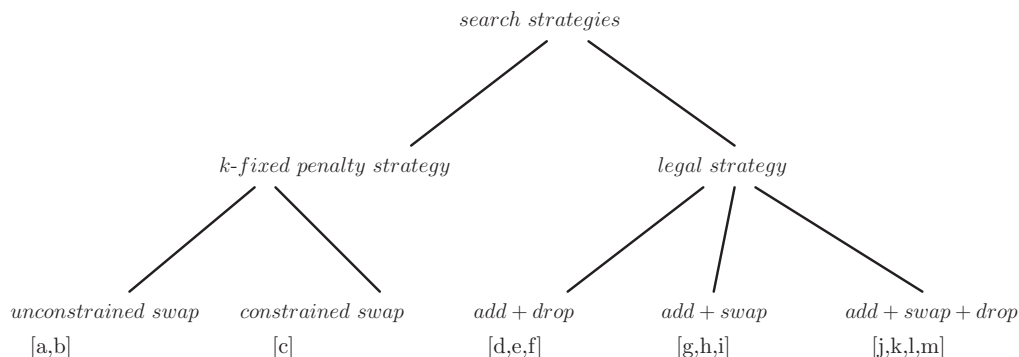 search strategies
k-fixed penalty strategy legal strategy
unconstrained swap constrained swap add + drop add + swap add + swap + drop
[a,b] [c] [d,e,f] [g,h,i] [j,k,l,m]